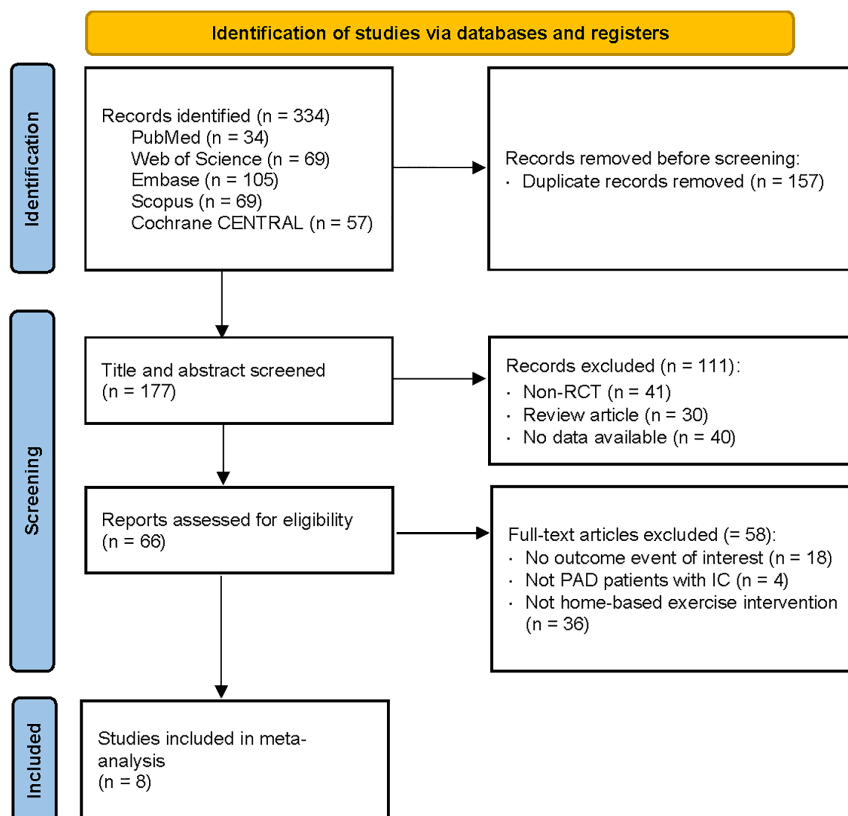 Identification of studies via databases and registers
Identification
Records identified (n = 334)
PubMed (n = 34)
Web of Science (n = 69)
Embase (n = 105)
Scopus (n = 69)
Cochrane CENTRAL (n = 57)
Records removed before screening:
· Duplicate records removed (n = 157)
Screening
Title and abstract screened
(n = 177)
Records excluded (n = 111):
· Non-RCT (n = 41)
· Review article (n = 30)
· No data available (n = 40)
Reports assessed for eligibility
(n = 66)
Full-text articles excluded (= 58):
· No outcome event of interest (n = 18)
· Not PAD patients with IC (n = 4)
· Not home-based exercise intervention
(n = 36)
Included
Studies included in meta-
analysis
(n = 8)